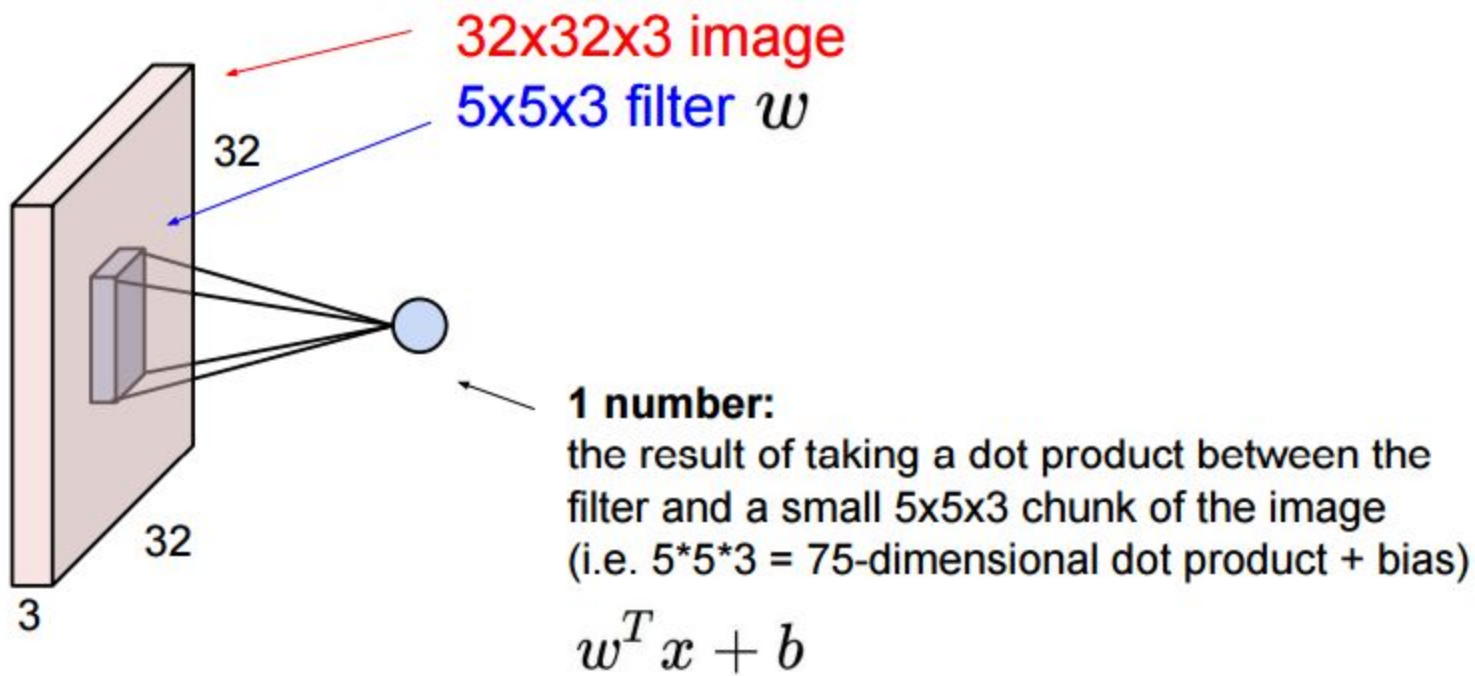 32x32x3 image
5x5x3 filter w
32
32
3
1 number:
the result of taking a dot product between the
filter and a small 5x5x3 chunk of the image
(i.e. 5*5*3 = 75-dimensional dot product + bias)
w^T x + b